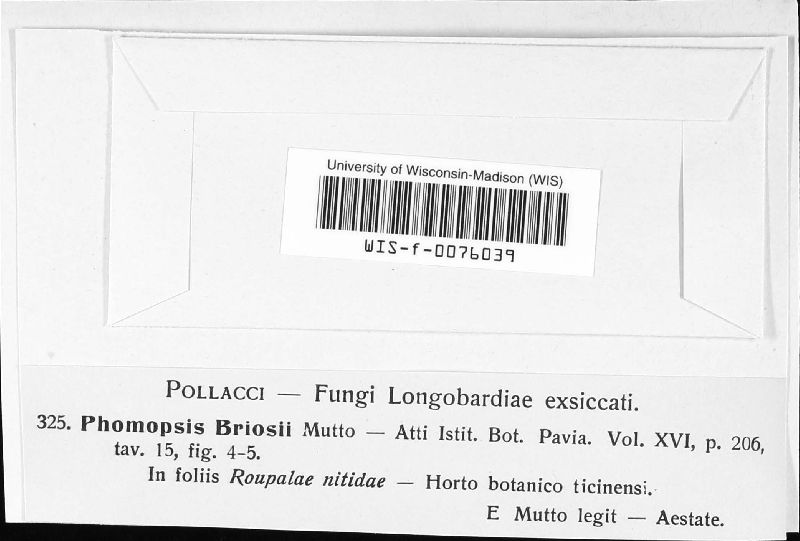 University of Wisconsin-Madison (WIS)
WIS-f-0076039
POLLACCI — Fungi Longobardiae exsiccati.
325. Phomopsis Briosii Mutto — Atti Istit. Bot. Pavia. Vol. XVI, p. 206,
tav. 15, fig. 4-5.
In foliis Roupalae nitidae — Horto botanico ticinensi.
E Mutto legit — Aestate.